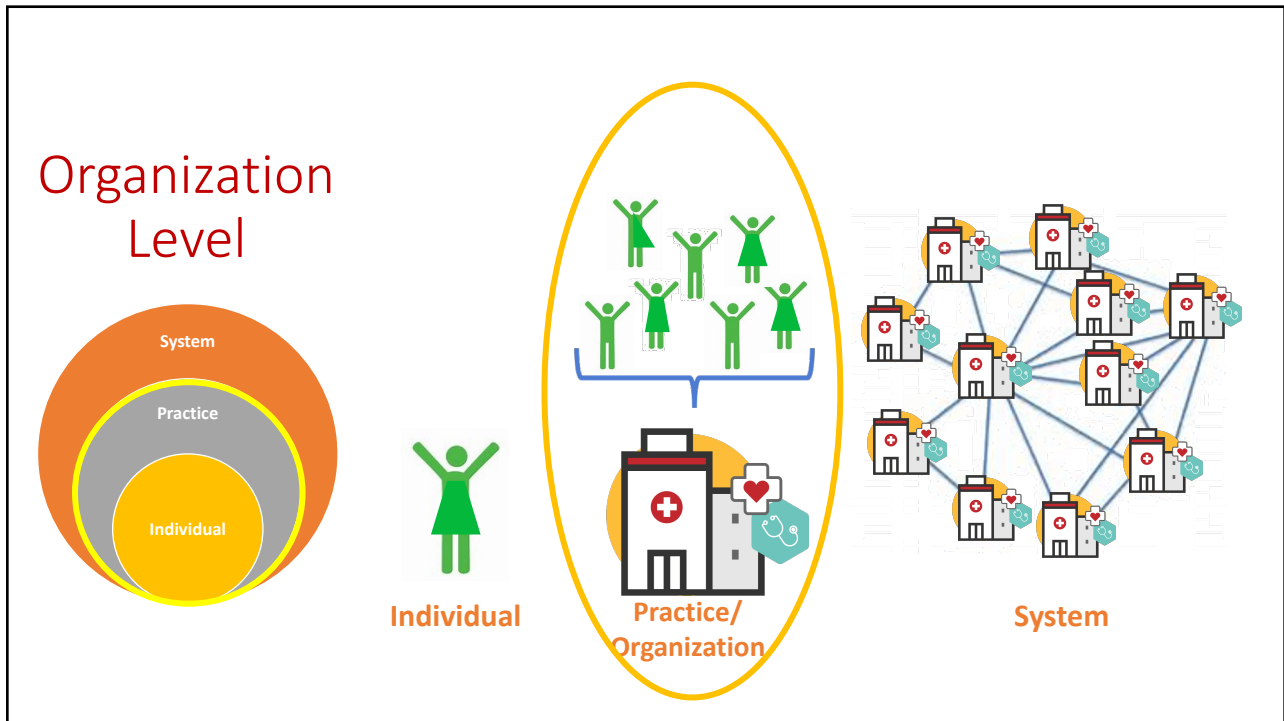 Organization
Level
System
Practice
Individual
Individual
Practice/
Organization
System